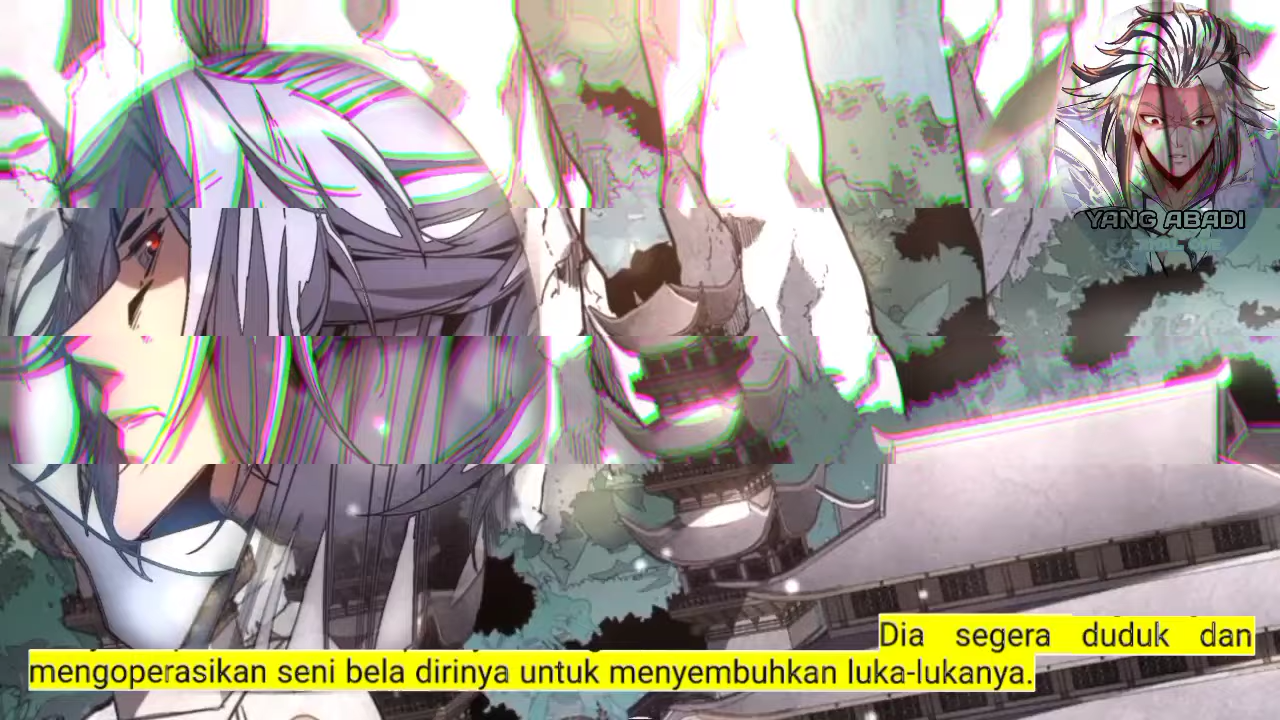 YANG ABADI
Dia segera duduk dan
mengoperasikan seni bela dirinya untuk menyembuhkan luka-lukanya.